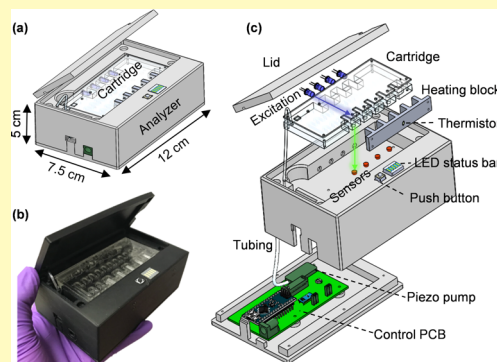 (a)
Cartridge
Analyzer
5 cm
7.5 cm
12 cm
(b)
(c)
Lid
Cartridge
Excitation
Heating block
Thermistor
LED status bar
Sensors
Push button
Tubing
Piezo pump
Control PCB